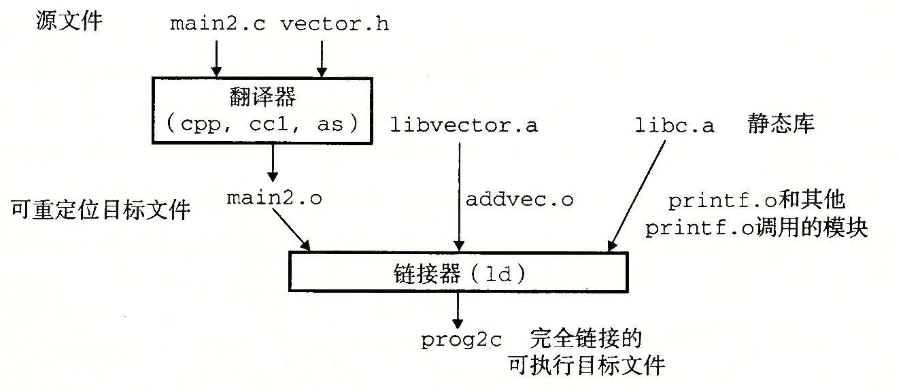 源文件 main2.c vector.h
翻译器
(cpp, cc1, as)
libvector.a
libc.a 静态库
可重定位目标文件
main2.o
addvec.o
printf.o和其他
printf.o调用的模块
链接器(ld)
prog2c 完全链接的
可执行目标文件